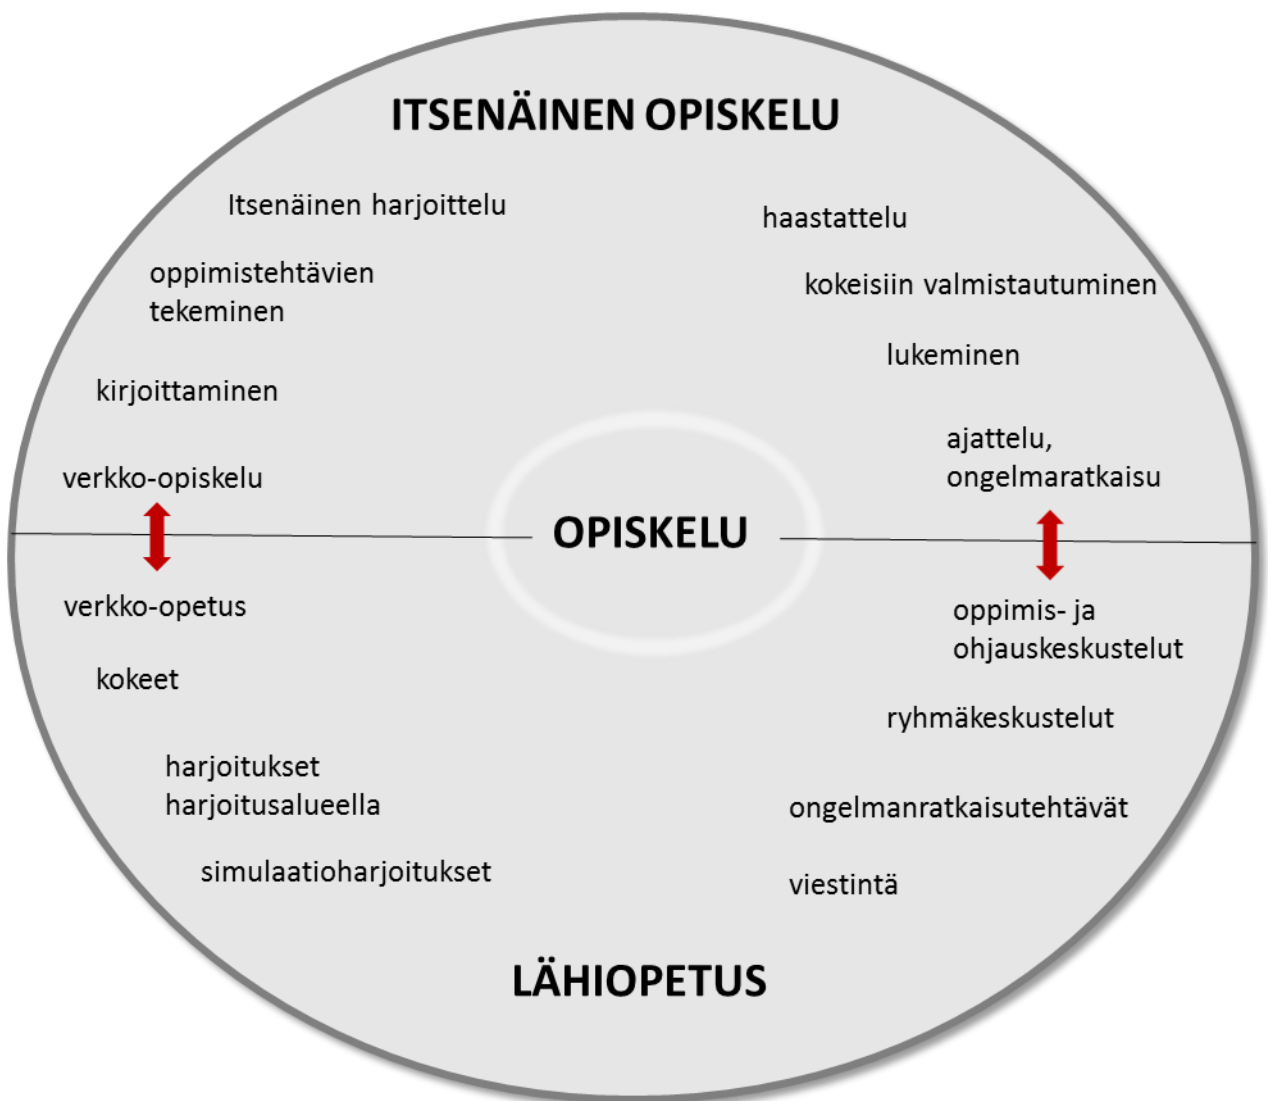 ITSENÄINEN OPISKELU
Itsenäinen harjoittelu
haastattelu
oppimistehtävien
tekeminen
kokeisiin valmistautuminen
lukeminen
kirjoittaminen
ajattelu,
ongelmaratkaisu
verkko-opiskelu
OPISKELU
verkko-opetus
oppimis- ja
ohjauskeskustelut
kokeet
ryhmäkeskustelut
harjoitukset
harjoitusalueella
ongelmanratkaisutehtävät
simulaatioharjoitukset
viestintä
LÄHIOPETUS